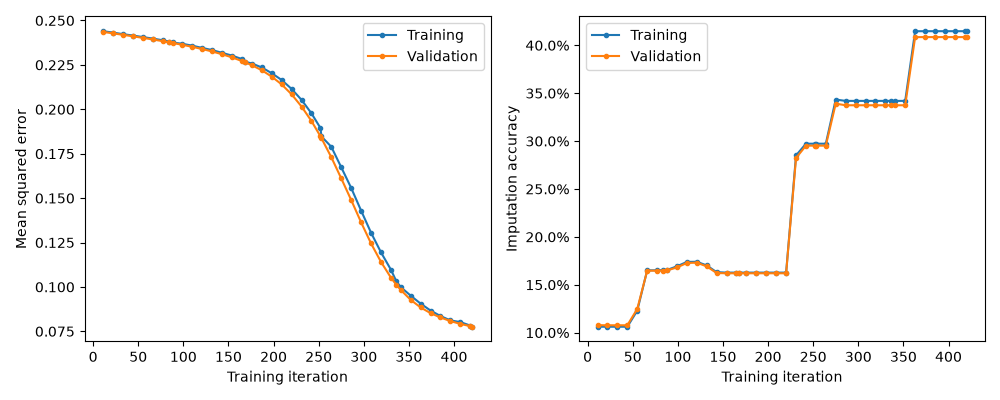 0.250
0.225
0.200
0.175
0.150
0.125
0.100
0.075
Mean squared error
0 50 100 150 200 250 300 350 400
Training iteration
Training
Validation
40.0%
35.0%
30.0%
25.0%
20.0%
15.0%
10.0%
Imputation accuracy
0 50 100 150 200 250 300 350 400
Training iteration
Training
Validation